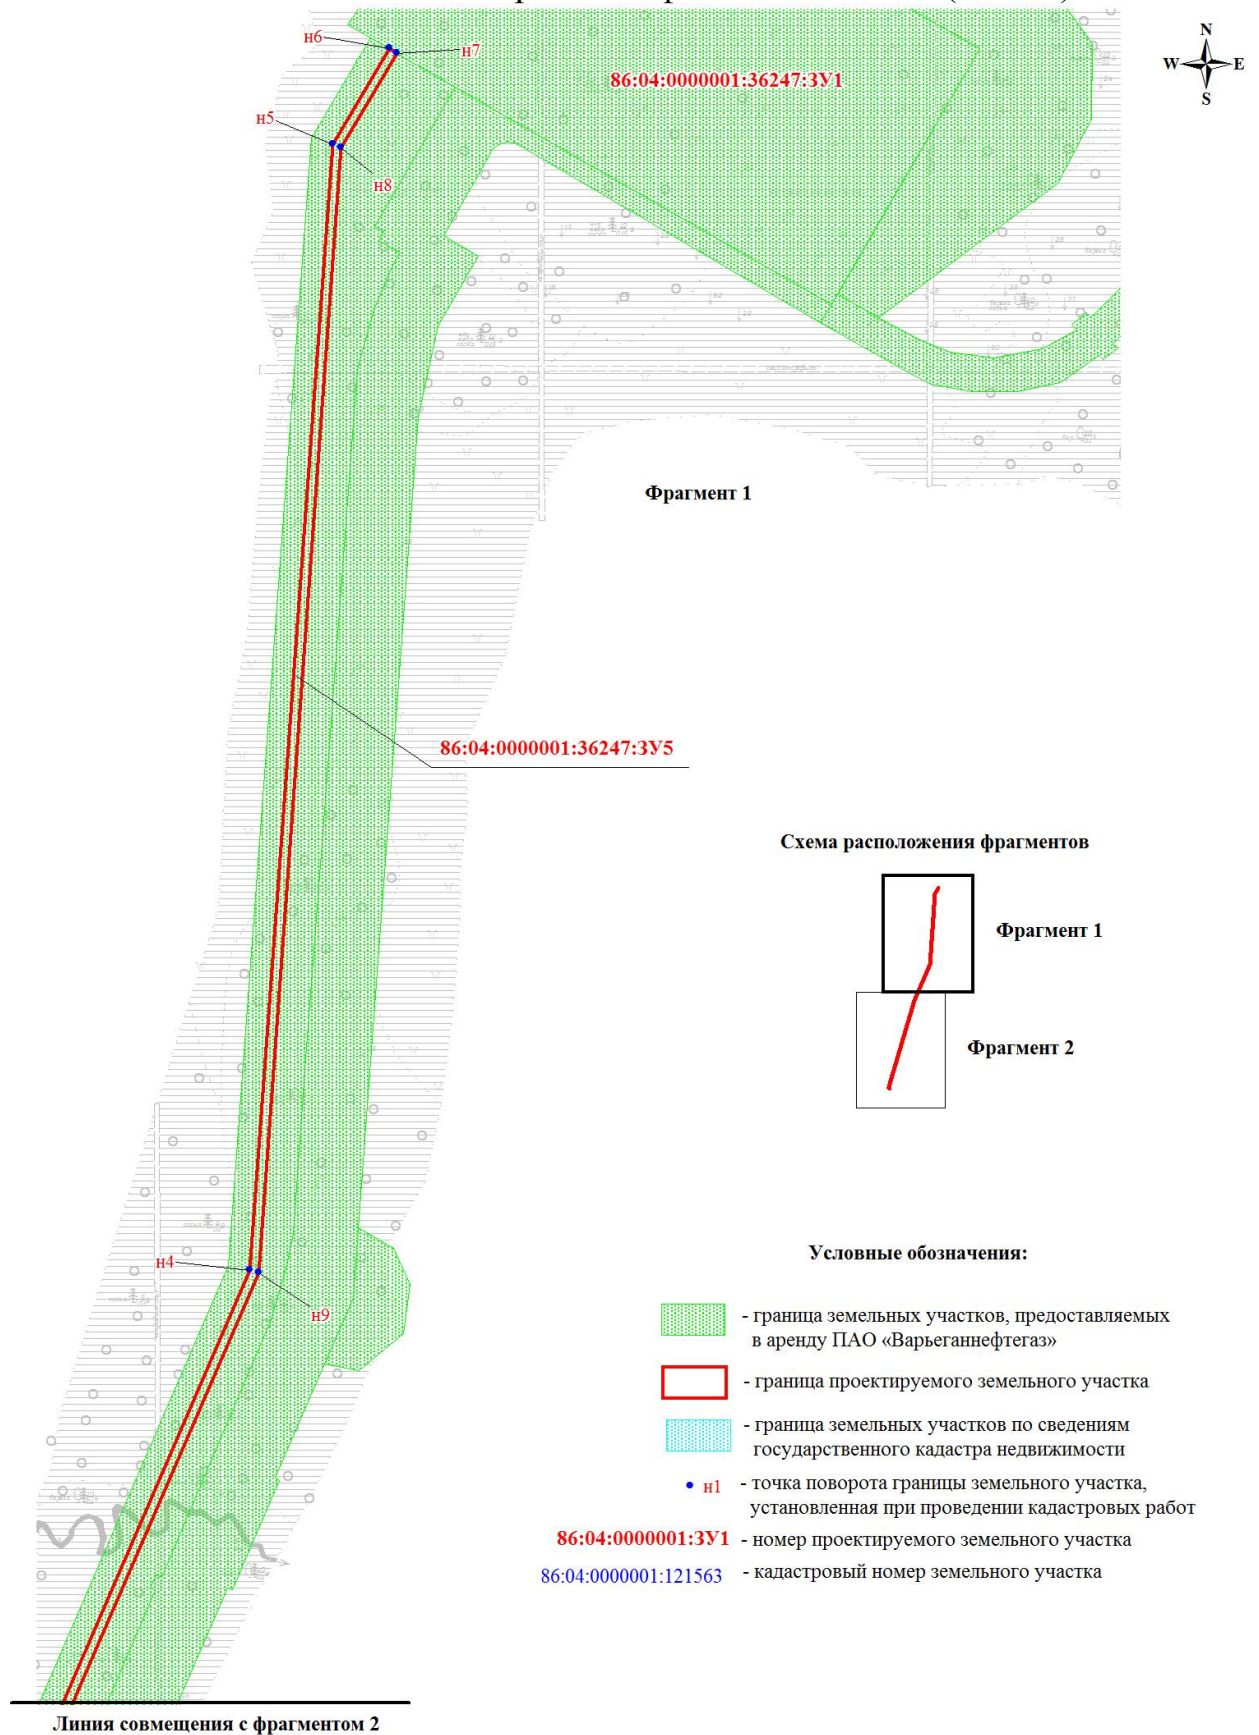 н6
н7
N
W
E
S
86:04:0000001:36247:ЗУ1
н5
н8
Фрагмент 1
86:04:0000001:36247:ЗУ5
Схема расположения фрагментов
Фрагмент 1
Фрагмент 2
н4
н9
Условные обозначения:
- граница земельных участков, предоставляемых
в аренду ПАО «Варьеганнефтегаз»
- граница проектируемого земельного участка
- граница земельных участков по сведениям
государственного кадастра недвижимости
н1 - точка поворота границы земельного участка,
установленная при проведении кадастровых работ
86:04:0000001:ЗУ1 - номер проектируемого земельного участка
86:04:0000001:121563 - кадастровый номер земельного участка
Линия совмещения с фрагментом 2